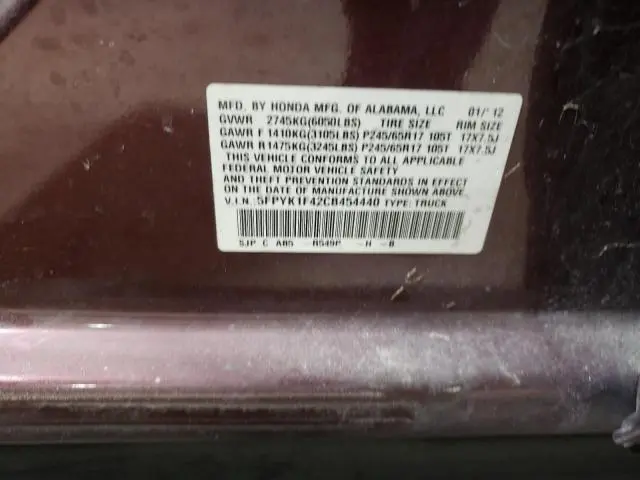 MFD. BY HONDA MFG. OF ALABAMA, LLC 01/'12
GVWR 2745KG(6050LBS) TIRE SIZE RIM SIZE
GAWR F 1410KG(3105LBS) P245/65R17 105T 17X7.5J
GAWR R 1475KG(3245LBS) P245/65R17 105T 17X7.5J
THIS VEHICLE CONFORMS TO ALL APPLICABLE
FEDERAL MOTOR VEHICLE SAFETY
AND THEFT PREVENTION STANDARDS IN EFFECT
ON THE DATE OF MANUFACTURE SHOWN ABOVE.
V.I.N. 5FPYK1F42CB454440 TYPE: TRUCK
SJP C A85 -R549P -H -B